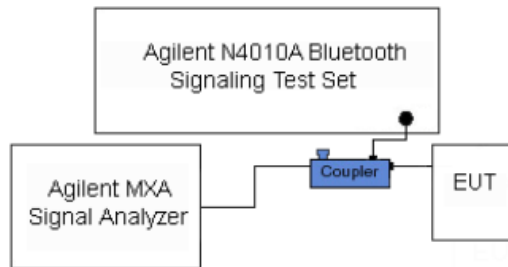 Agilent N4010A Bluetooth
Signaling Test Set
Coupler
EUT
Agilent MXA
Signal Analyzer